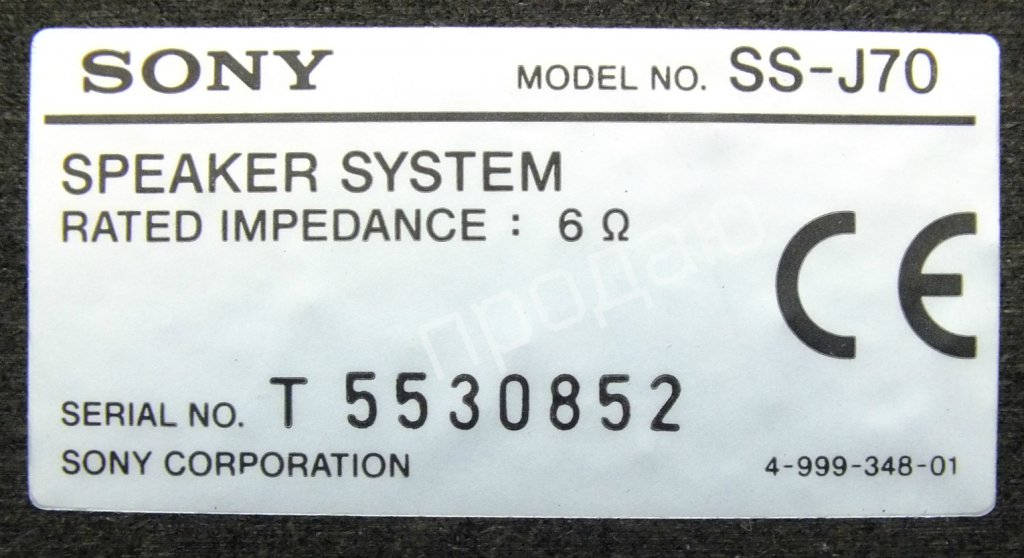 SONY MODEL NO. SS-J70
SPEAKER SYSTEM
RATED IMPEDANCE : 6 Ω
CE
продаю
SERIAL NO. T 5530852
SONY CORPORATION 4-999-348-01